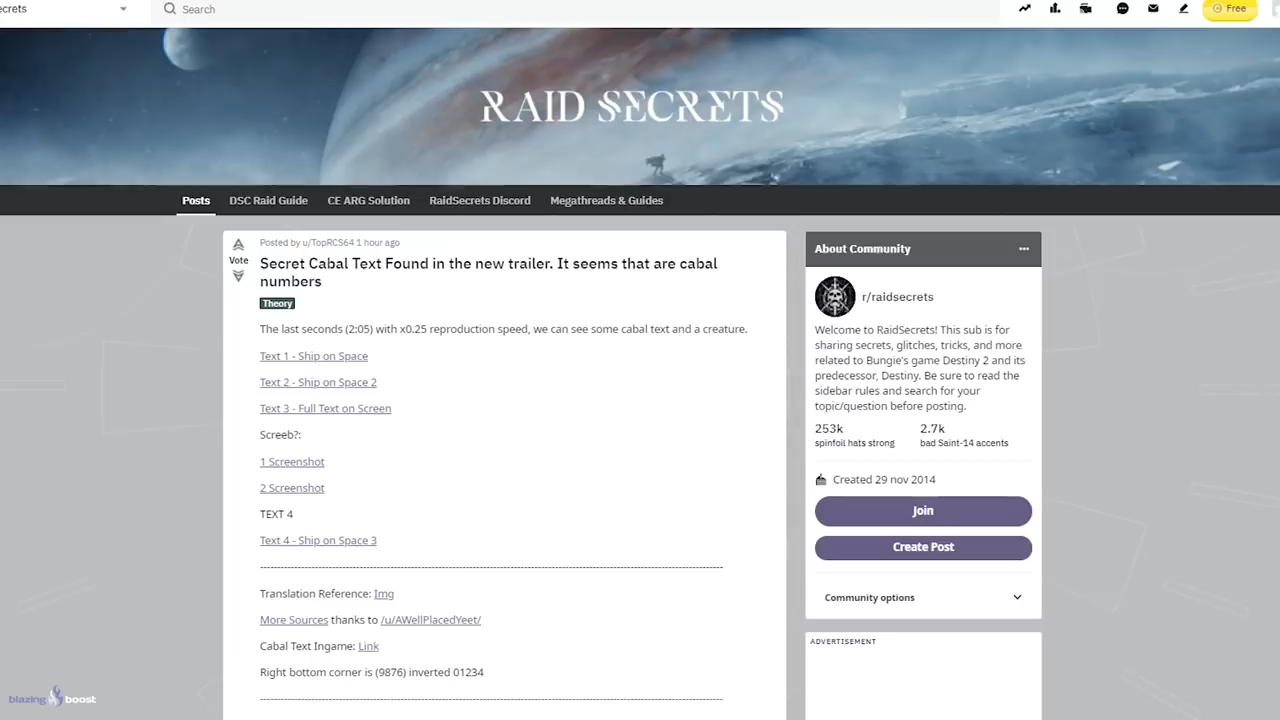 ecrets
Search
Free
RAID SECRETS
Posts
DSC Raid Guide
CE ARG Solution
RaidSecrets Discord
Megathreads & Guides
Vote
Posted by u/TopRCS64 1 hour ago
Secret Cabal Text Found in the new trailer. It seems that are cabal
numbers
Theory
The last seconds (2:05) with x0.25 reproduction speed, we can see some cabal text and a creature.
Text 1 - Ship on Space
Text 2 - Ship on Space 2
Text 3 - Full Text on Screen
Screeb?:
1 Screenshot
2 Screenshot
TEXT 4
Text 4 - Ship on Space 3
Translation Reference: Img
More Sources thanks to /u/AWellPlacedYeet/
Cabal Text Ingame: Link
Right bottom corner is (9876) inverted 01234
About Community
r/raidsecrets
Welcome to RaidSecrets! This sub is for
sharing secrets, glitches, tricks, and more
related to Bungie's game Destiny 2 and its
predecessor, Destiny. Be sure to read the
sidebar rules and search for your
topic/question before posting.
253k
spinfoil hats strong
2.7k
bad Saint-14 accents
Created 29 nov 2014
Join
Create Post
Community options
ADVERTISEMENT
blazing boost